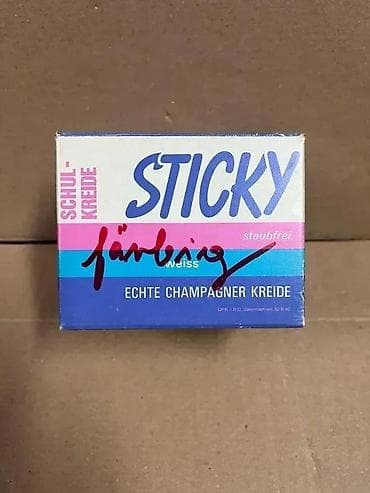 SCHUL-
KREIDE
STICKY
staubfrei
färbig
weiss
ECHTE CHAMPAGNER KREIDE